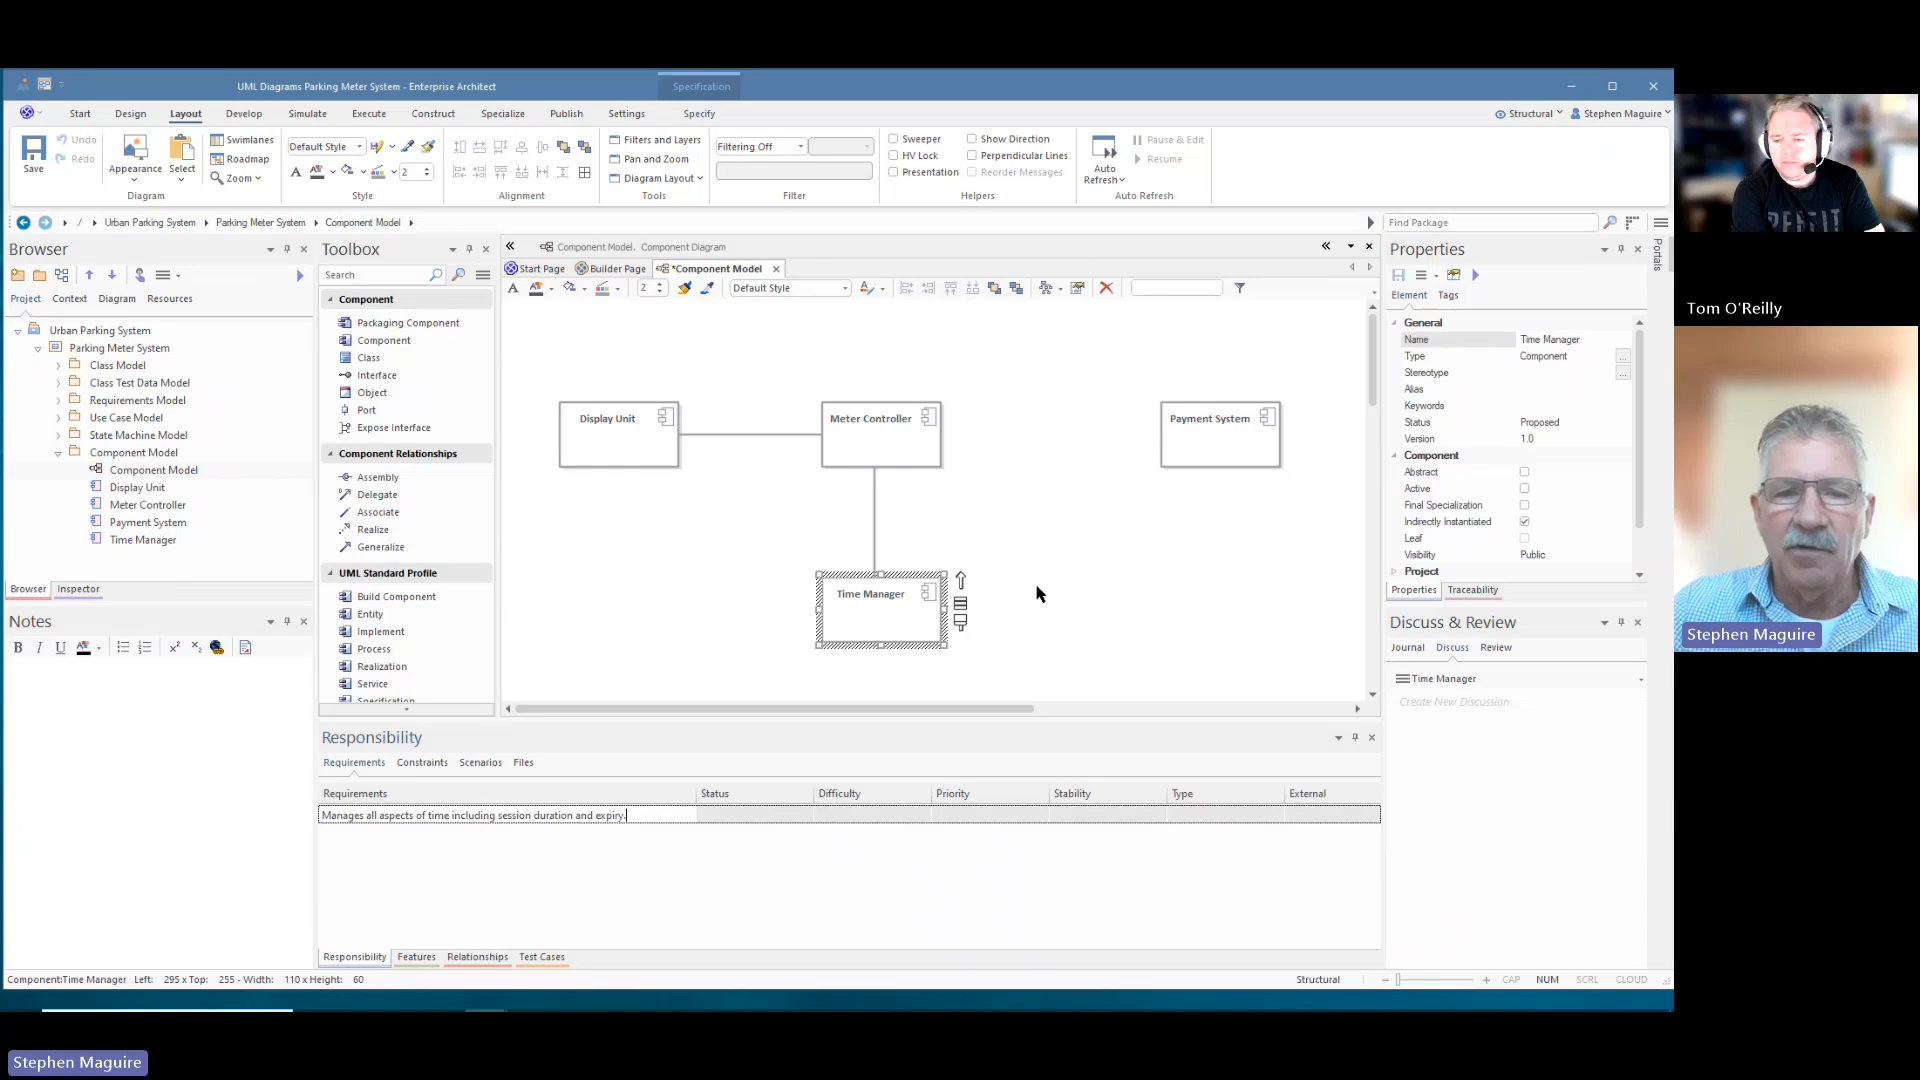 UML Diagrams Parking Meter System - Enterprise Architect
Specification
Start Design Layout Develop Simulate Execute Construct Specialize Publish Settings Specify
Structural Stephen Maguire
Save
Undo
Redo
Appearance
Select
Swimlanes
Roadmap
Zoom
Diagram
Default Style
2
Style
Alignment
Filters and Layers
Pan and Zoom
Diagram Layout
Tools
Filtering Off
Filter
Sweeper
HV Lock
Presentation
Show Direction
Perpendicular Lines
Reorder Messages
Helpers
Auto
Refresh
Pause & Edit
Resume
Auto Refresh
/ Urban Parking System Parking Meter System Component Model
Find Package
Portals
Browser
Project Context Diagram Resources
Urban Parking System
Parking Meter System
Class Model
Class Test Data Model
Requirements Model
Use Case Model
State Machine Model
Component Model
Component Model
Display Unit
Meter Controller
Payment System
Time Manager
Browser Inspector
Notes
B I U
Toolbox
Search
Component
Packaging Component
Component
Class
Interface
Object
Port
Expose Interface
Component Relationships
Assembly
Delegate
Associate
Realize
Generalize
UML Standard Profile
Build Component
Entity
Implement
Process
Realization
Service
Specification
Component Model. Component Diagram
Start Page Builder Page *Component Model
2 Default Style
Display Unit
Meter Controller
Payment System
Time Manager
Responsibility
Requirements Constraints Scenarios Files
Requirements Status Difficulty Priority Stability Type External
Manages all aspects of time including session duration and expiry.
Responsibility Features Relationships Test Cases
Properties
Element Tags
General
Name Time Manager
Type Component
Stereotype
Alias
Keywords
Status Proposed
Version 1.0
Component
Abstract
Active
Final Specialization
Indirectly Instantiated
Leaf
Visibility Public
Project
Properties Traceability
Discuss & Review
Journal Discuss Review
Time Manager
Create New Discussion
Component:Time Manager Left: 295 x Top: 255 - Width: 110 x Height: 60
Structural
CAP NUM SCRL CLOUD
Tom O'Reilly
Stephen Maguire
Stephen Maguire